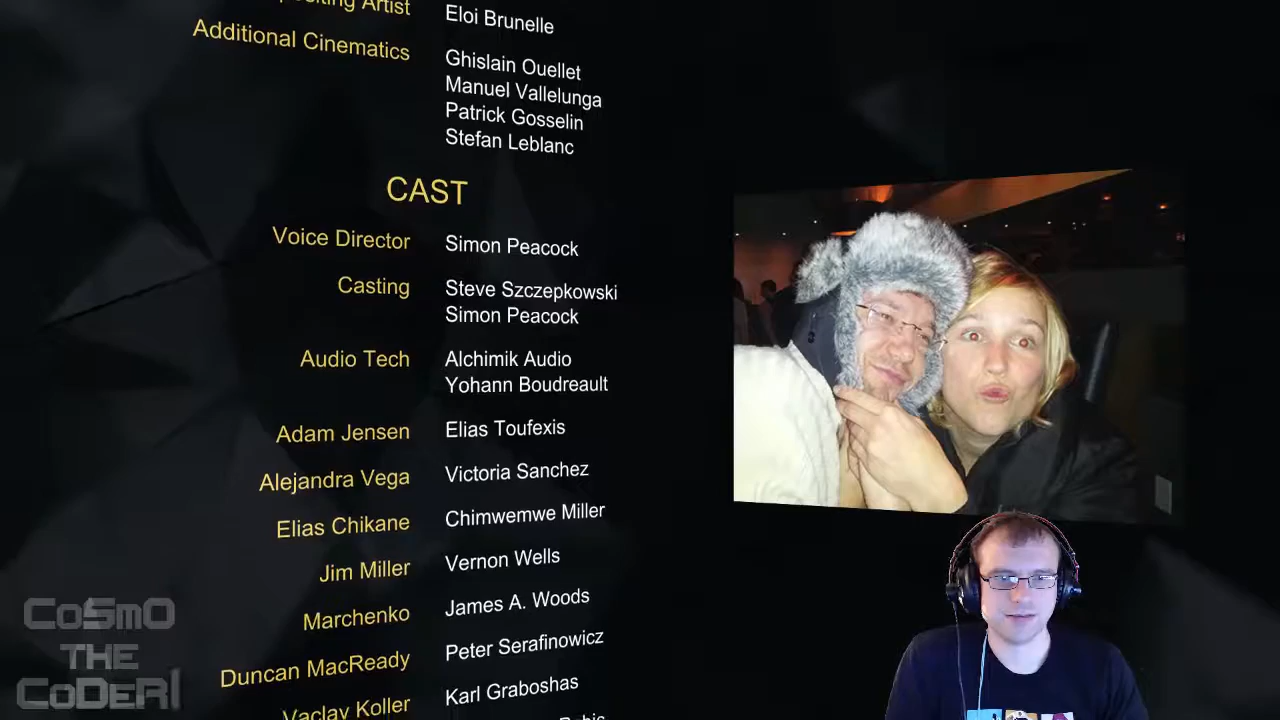 Artist Eloi Brunelle
Additional Cinematics Ghislain Ouellet
Manuel Vallelunga
Patrick Gosselin
Stefan Leblanc
CAST
Voice Director Simon Peacock
Casting Steve Szczepkowski
Simon Peacock
Audio Tech Alchimik Audio
Yohann Boudreault
Adam Jensen Elias Toufexis
Alejandra Vega Victoria Sanchez
Elias Chikane Chimwemwe Miller
Jim Miller Vernon Wells
Marchenko James A. Woods
Duncan MacReady Peter Serafinowicz
Vaclav Koller Karl Graboshas
CoSmO
THE
CoDER